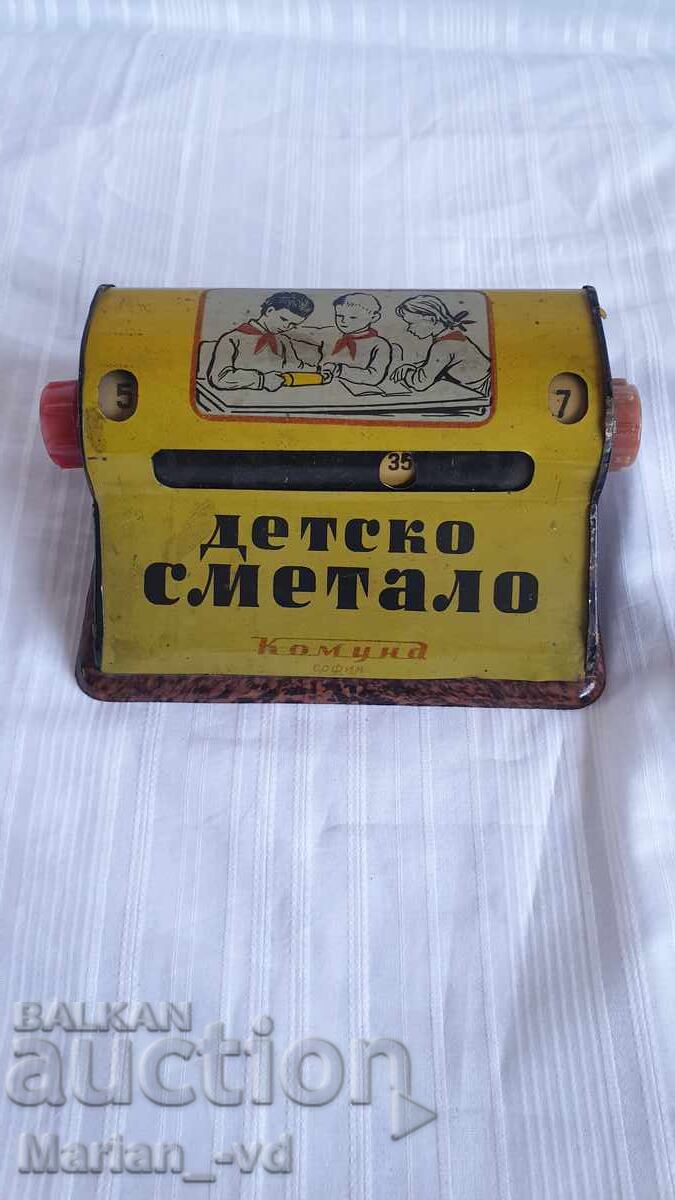 5
7
35
Детско
сметало
Комуна
СОФИЯ
BALKAN
auction
Marian_-vd